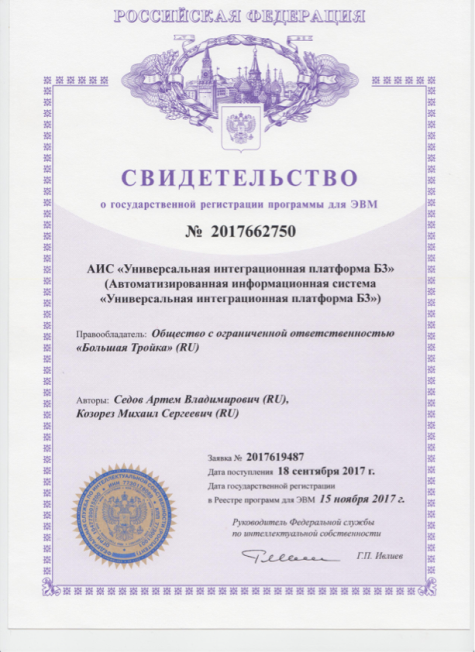 РОССИЙСКАЯ ФЕДЕРАЦИЯ
СВИДЕТЕЛЬСТВО
о государственной регистрации программы для ЭВМ
№ 2017662750
АИС «Универсальная интеграционная платформа Б3»
(Автоматизированная информационная система
«Универсальная интеграционная платформа Б3»)
Правообладатель: Общество с ограниченной ответственностью
«Большая Тройка» (RU)
Авторы: Седов Артем Владимирович (RU),
Козорез Михаил Сергеевич (RU)
Заявка № 2017619487
Дата поступления 18 сентября 2017 г.
Дата государственной регистрации
в Реестре программ для ЭВМ 15 ноября 2017 г.
Руководитель Федеральной службы
по интеллектуальной собственности
Г.П. Ивлиев